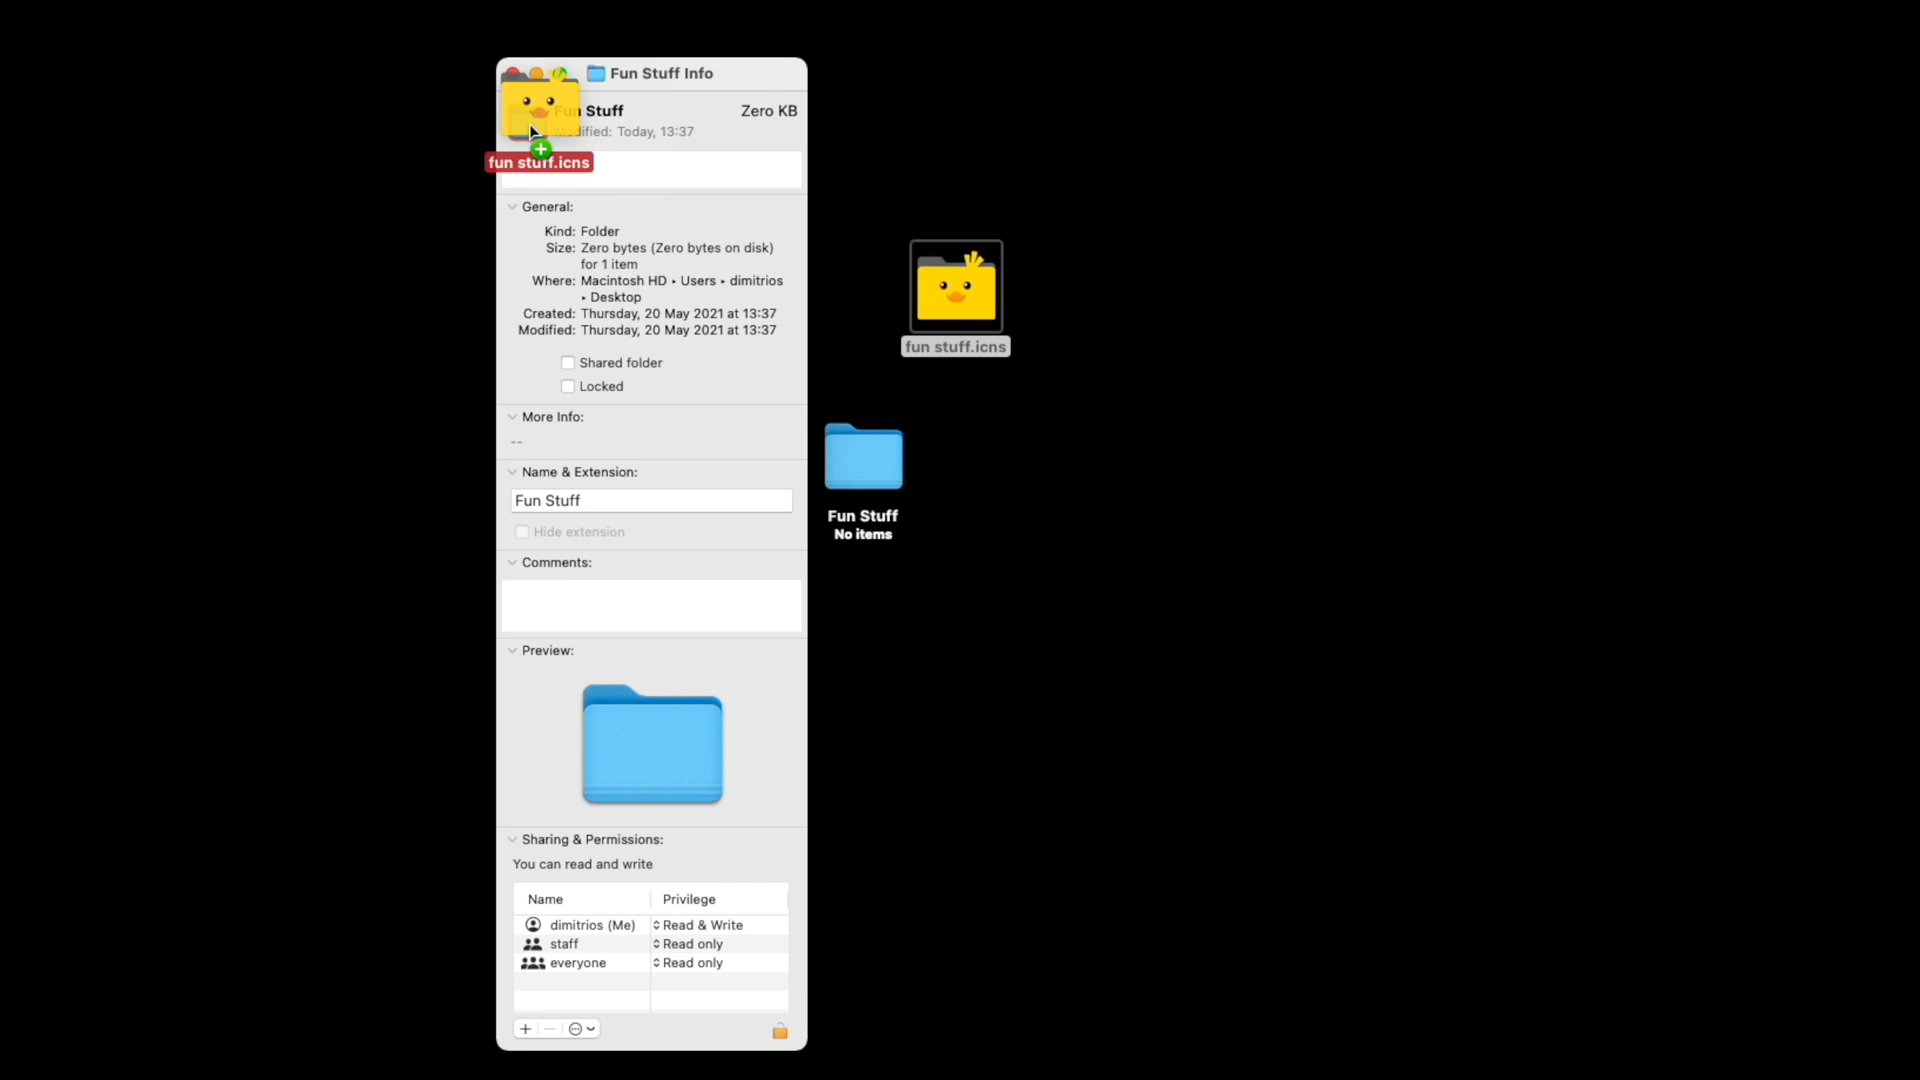 Fun Stuff Info
Fun Stuff Zero KB
Modified: Today, 13:37
fun stuff.icns
General:
Kind: Folder
Size: Zero bytes (Zero bytes on disk)
for 1 item
Where: Macintosh HD ▸ Users ▸ dimitrios
▸ Desktop
Created: Thursday, 20 May 2021 at 13:37
Modified: Thursday, 20 May 2021 at 13:37
Shared folder
Locked
More Info:
--
Name & Extension:
Fun Stuff
Hide extension
Comments:
Preview:
Sharing & Permissions:
You can read and write
Name Privilege
dimitrios (Me) Read & Write
staff Read only
everyone Read only
fun stuff.icns
Fun Stuff
No items